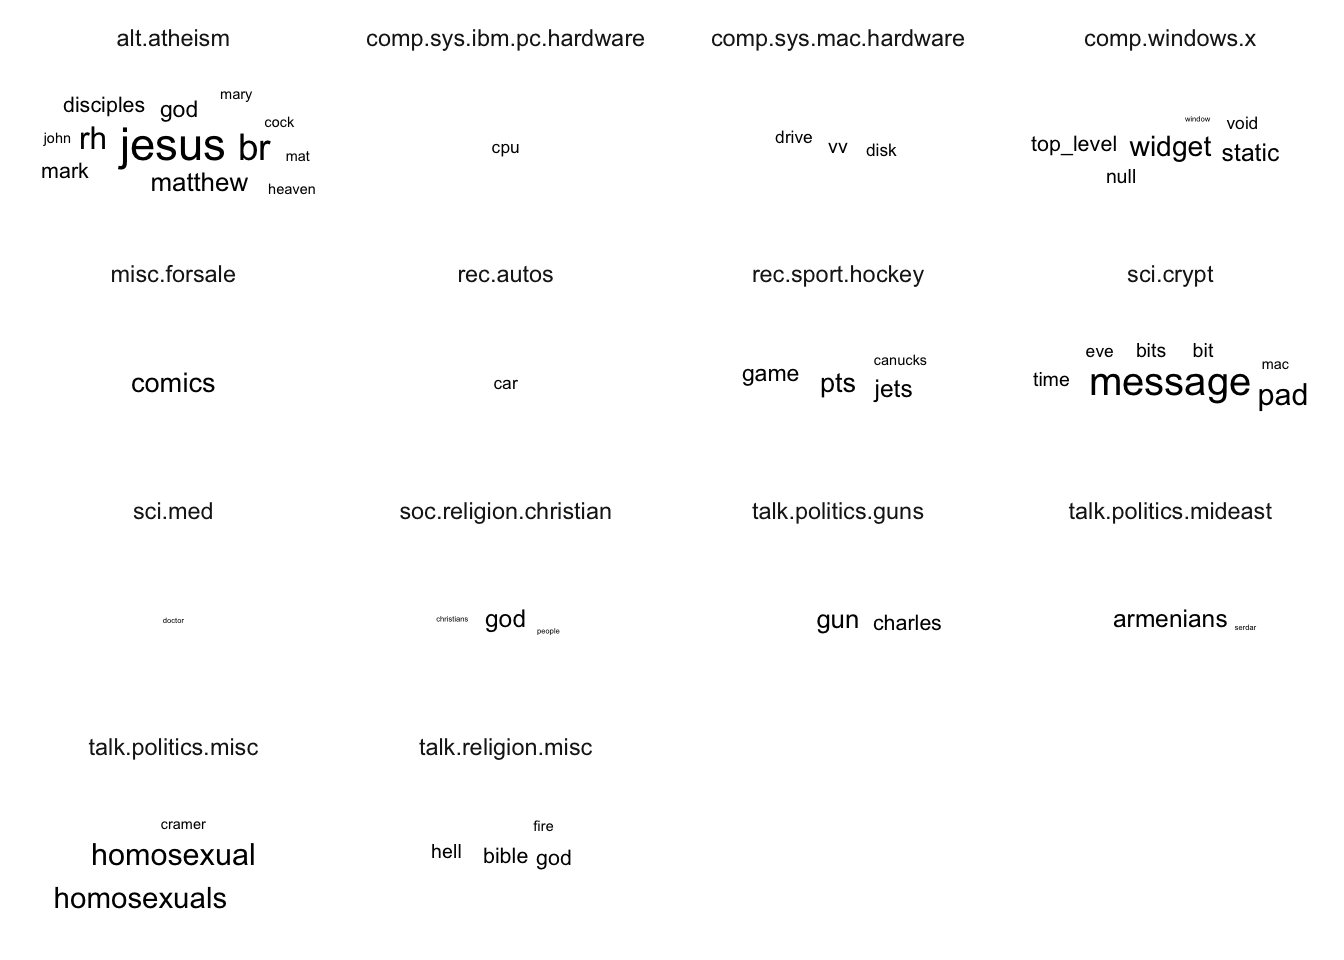 alt.atheism comp.sys.ibm.pc.hardware comp.sys.mac.hardware comp.windows.x
mary
disciples god
cock
john rh jesus br mat
mark
matthew heaven
cpu
drive vv disk
window void
top_level widget static
null
misc.forsale rec.autos rec.sport.hockey sci.crypt
comics
car
canucks
game pts jets
eve bits bit
mac
time message pad
sci.med soc.religion.christian talk.politics.guns talk.politics.mideast
doctor
christians god people
gun charles
armenians serdar
talk.politics.misc talk.religion.misc
cramer
homosexual
homosexuals
fire
hell bible god